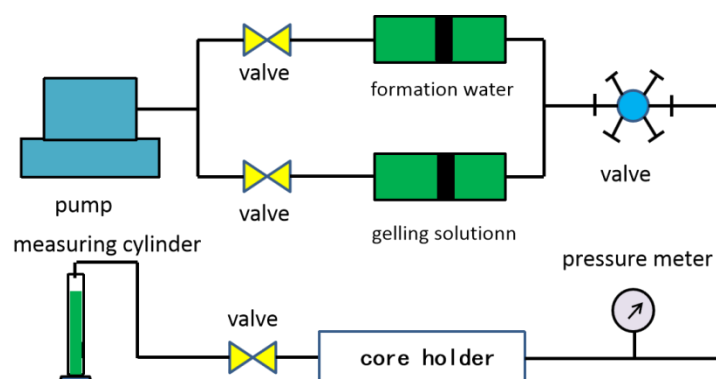 valve
formation water
valve
pump
valve
gelling solutionn
measuring cylinder
pressure meter
valve
core holder